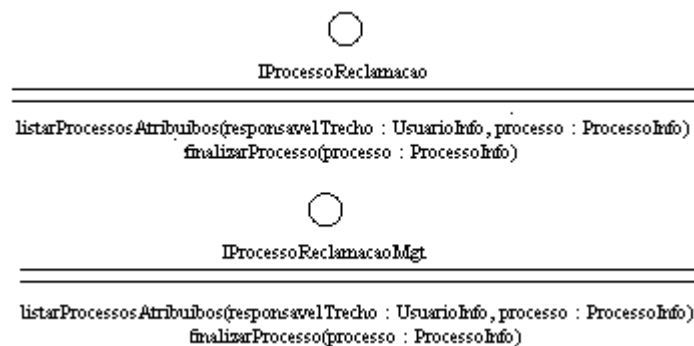 IProcessoReclamacao
listarProcessosAtribuibos(responsavelTrecho : UsuarioInfo, processo : ProcessoInfo)
finalizarProcesso(processo : ProcessoInfo)
IProcessoReclamacaoMgt
listarProcessosAtribuibos(responsavelTrecho : UsuarioInfo, processo : ProcessoInfo)
finalizarProcesso(processo : ProcessoInfo)